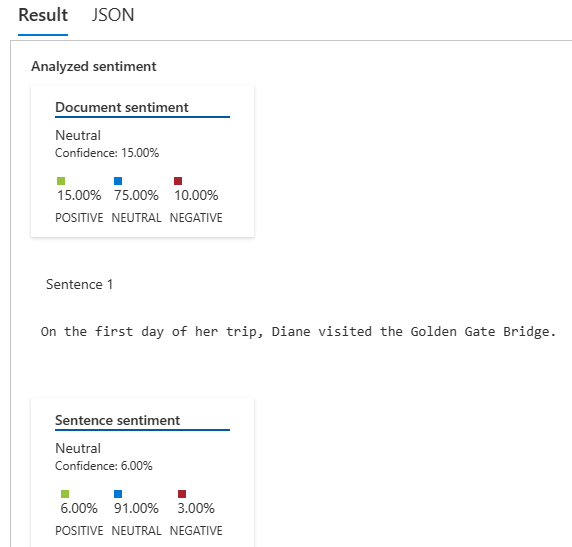 Result JSON
Analyzed sentiment
Document sentiment
Neutral
Confidence: 15.00%
15.00% 75.00% 10.00%
POSITIVE NEUTRAL NEGATIVE
Sentence 1
On the first day of her trip, Diane visited the Golden Gate Bridge.
Sentence sentiment
Neutral
Confidence: 6.00%
6.00% 91.00% 3.00%
POSITIVE NEUTRAL NEGATIVE